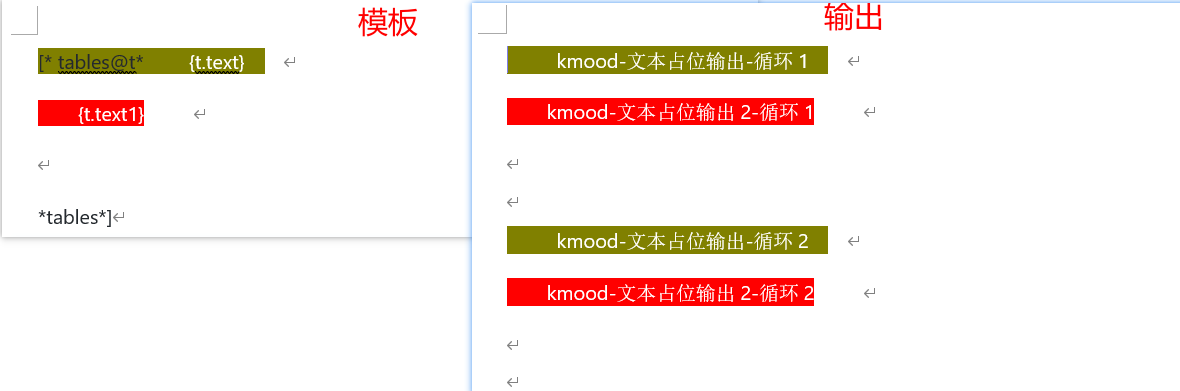 模板
[* tables@t* {t.text}
{t.text1}
*tables*]
输出
kmood-文本占位输出-循环 1
kmood-文本占位输出 2-循环 1
kmood-文本占位输出-循环 2
kmood-文本占位输出 2-循环 2